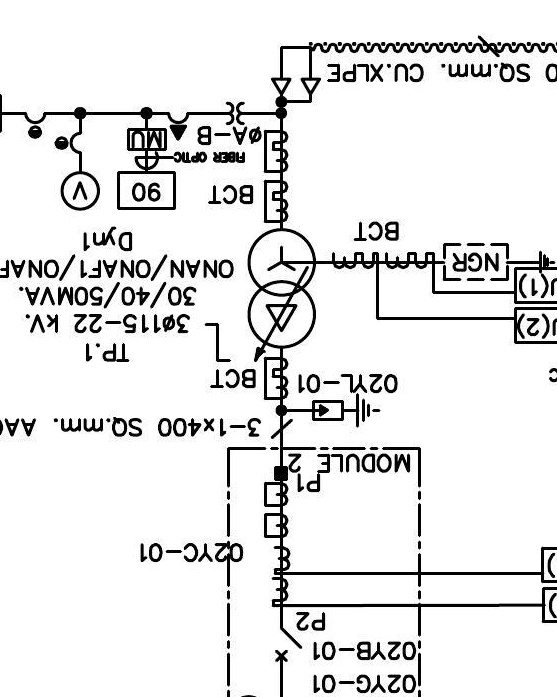 02YG-01
02YB-01
P2
)
)
02YC-01
P1
MODULE 2
3-1x400 SQ.mm.
02YL-01
BCT
TP.1
3ø115-22 kV.
30/40/50MVA.
ONAN/ONAF1/ONAF
Dyn1
(2)
(1)
NGR
BCT
BCT
90
V
FIBER OPTIC
MU
øA-B
SQ.mm. CU.XLPE